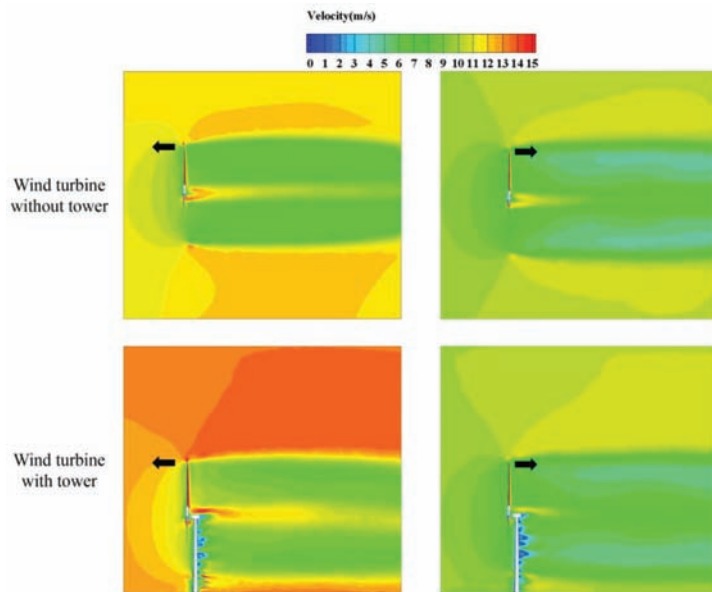 Velocity(m/s)
0 1 2 3 4 5 6 7 8 9 10 11 12 13 14 15
Wind turbine
without tower
Wind turbine
with tower